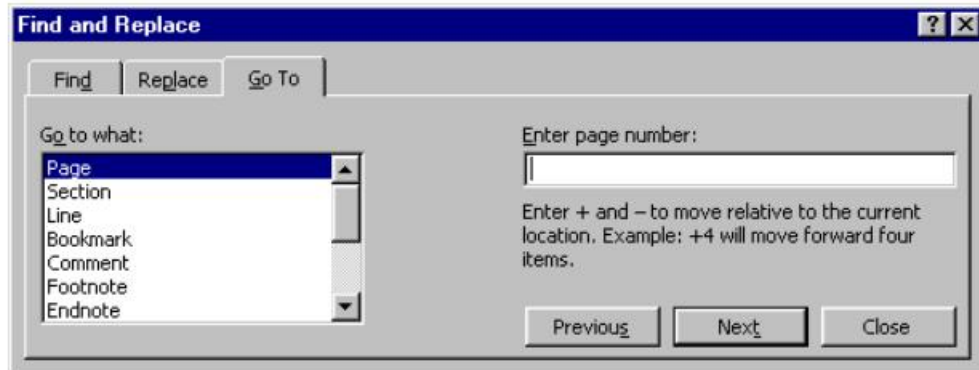 Find and Replace
Find
Replace
Go To
Go to what:
Page
Section
Line
Bookmark
Comment
Footnote
Endnote
Enter page number:
Enter + and – to move relative to the current
location. Example: +4 will move forward four
items.
Previous
Next
Close